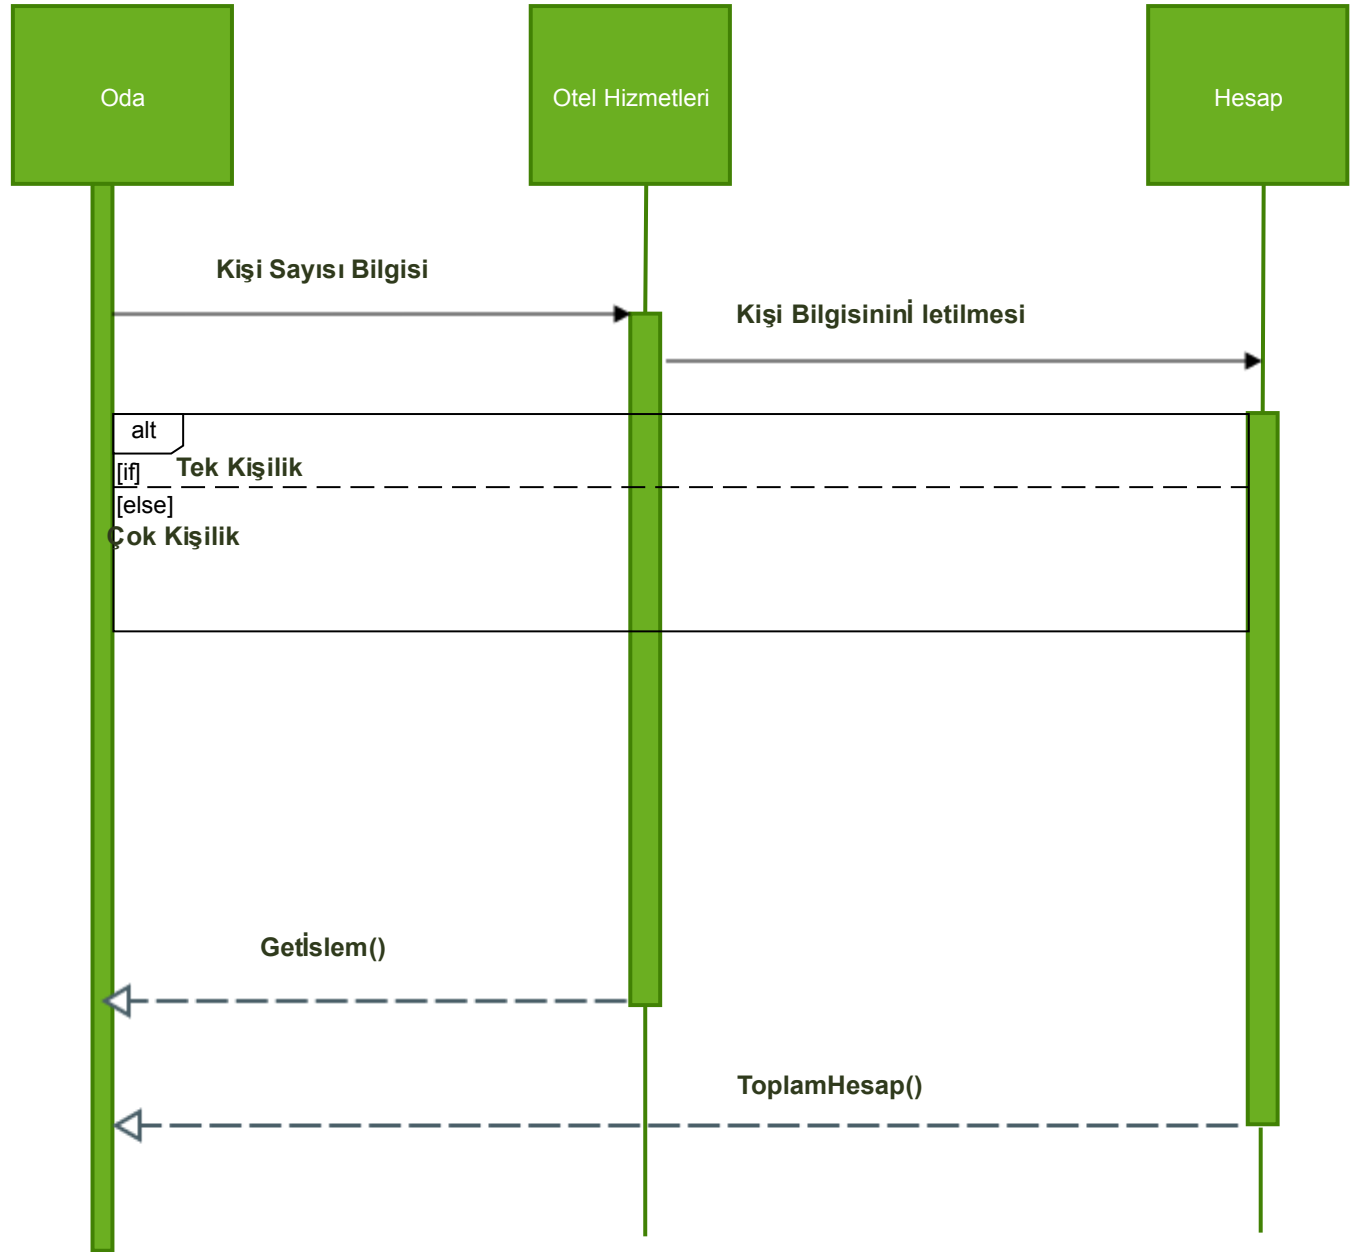 Oda
Otel Hizmetleri
Hesap
Kişi Sayısı Bilgisi
Kişi Bilgisininİ letilmesi
alt
[if]
Tek Kişilik
[else]
Çok Kişilik
Getİslem()
ToplamHesap()